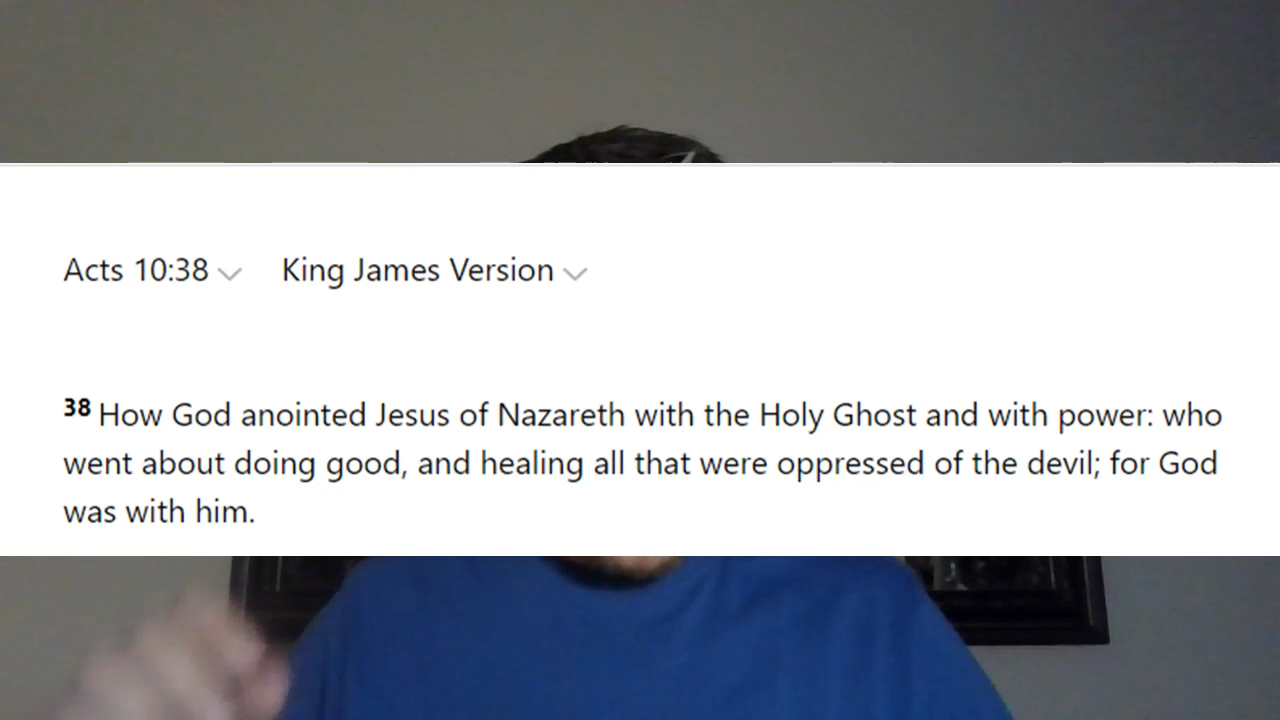 Acts 10:38 King James Version
38 How God anointed Jesus of Nazareth with the Holy Ghost and with power: who
went about doing good, and healing all that were oppressed of the devil; for God
was with him.